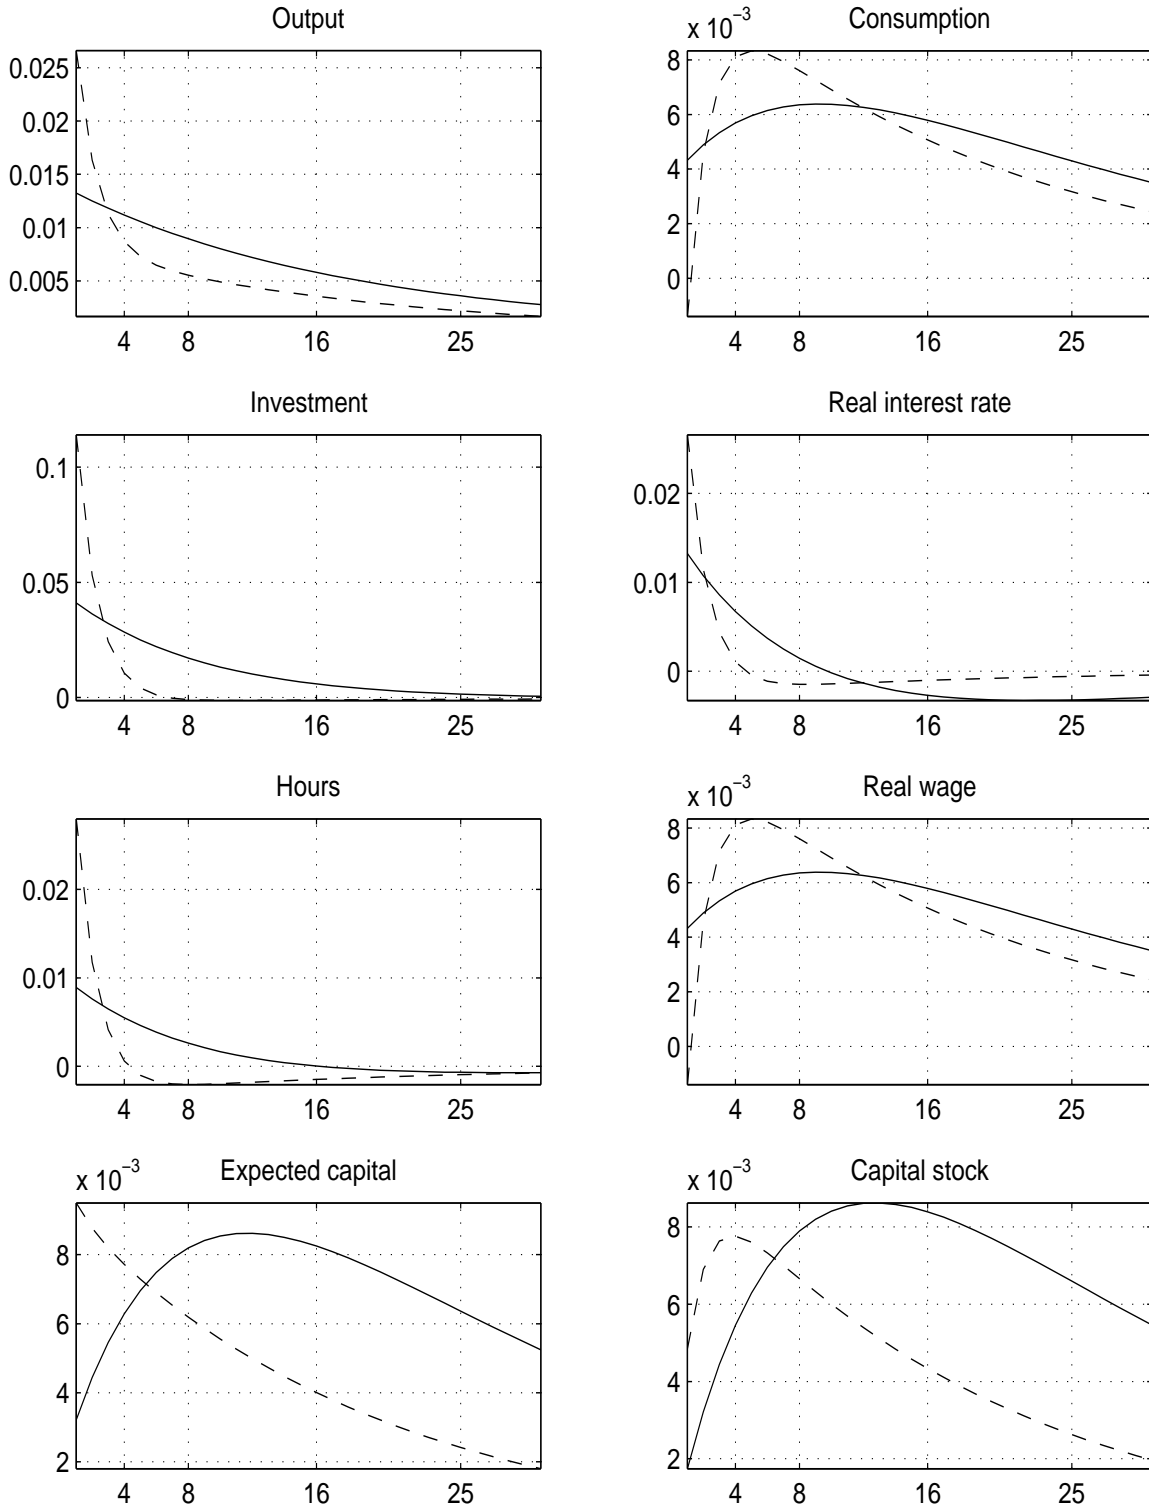 Output
0.025
0.02
0.015
0.01
0.005
4 8 16 25
Consumption
x 10−3
8
6
4
2
0
4 8 16 25
Investment
0.1
0.05
0
4 8 16 25
Real interest rate
0.02
0.01
0
4 8 16 25
Hours
0.02
0.01
0
4 8 16 25
Real wage
x 10−3
8
6
4
2
0
4 8 16 25
Expected capital
x 10−3
8
6
4
2
4 8 16 25
Capital stock
x 10−3
8
6
4
2
4 8 16 25